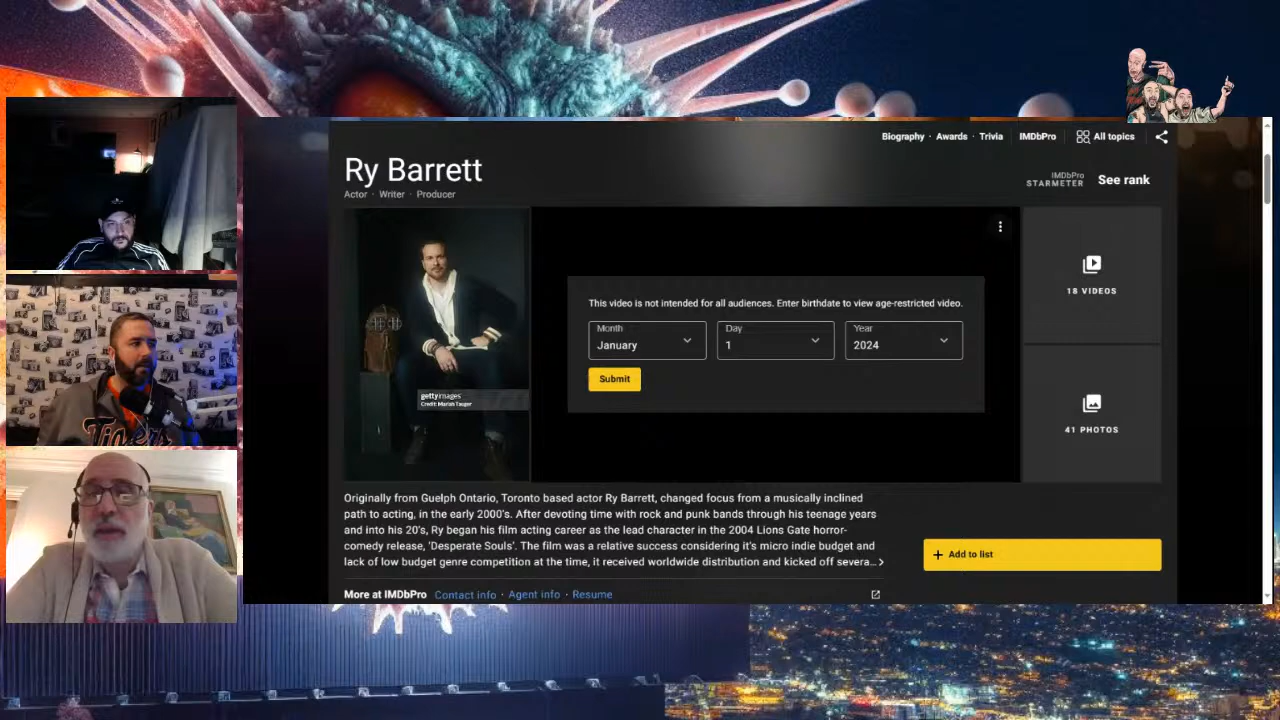 Biography · Awards · Trivia IMDbPro All topics
Ry Barrett
Actor · Writer · Producer
IMDbPro
STARMETER See rank
This video is not intended for all audiences. Enter birthdate to view age-restricted video.
Month Day Year
January 1 2024
Submit
18 VIDEOS
41 PHOTOS
gettyimages
Originally from Guelph Ontario, Toronto based actor Ry Barrett, changed focus from a musically inclined
path to acting, in the early 2000's. After devoting time with rock and punk bands through his teenage years
and into his 20's, Ry began his film acting career as the lead character in the 2004 Lions Gate horror-
comedy release, 'Desperate Souls'. The film was a relative success considering it's micro indie budget and
lack of low budget genre competition at the time, it received worldwide distribution and kicked off severa...
+ Add to list
More at IMDbPro Contact info · Agent info · Resume
Tigers